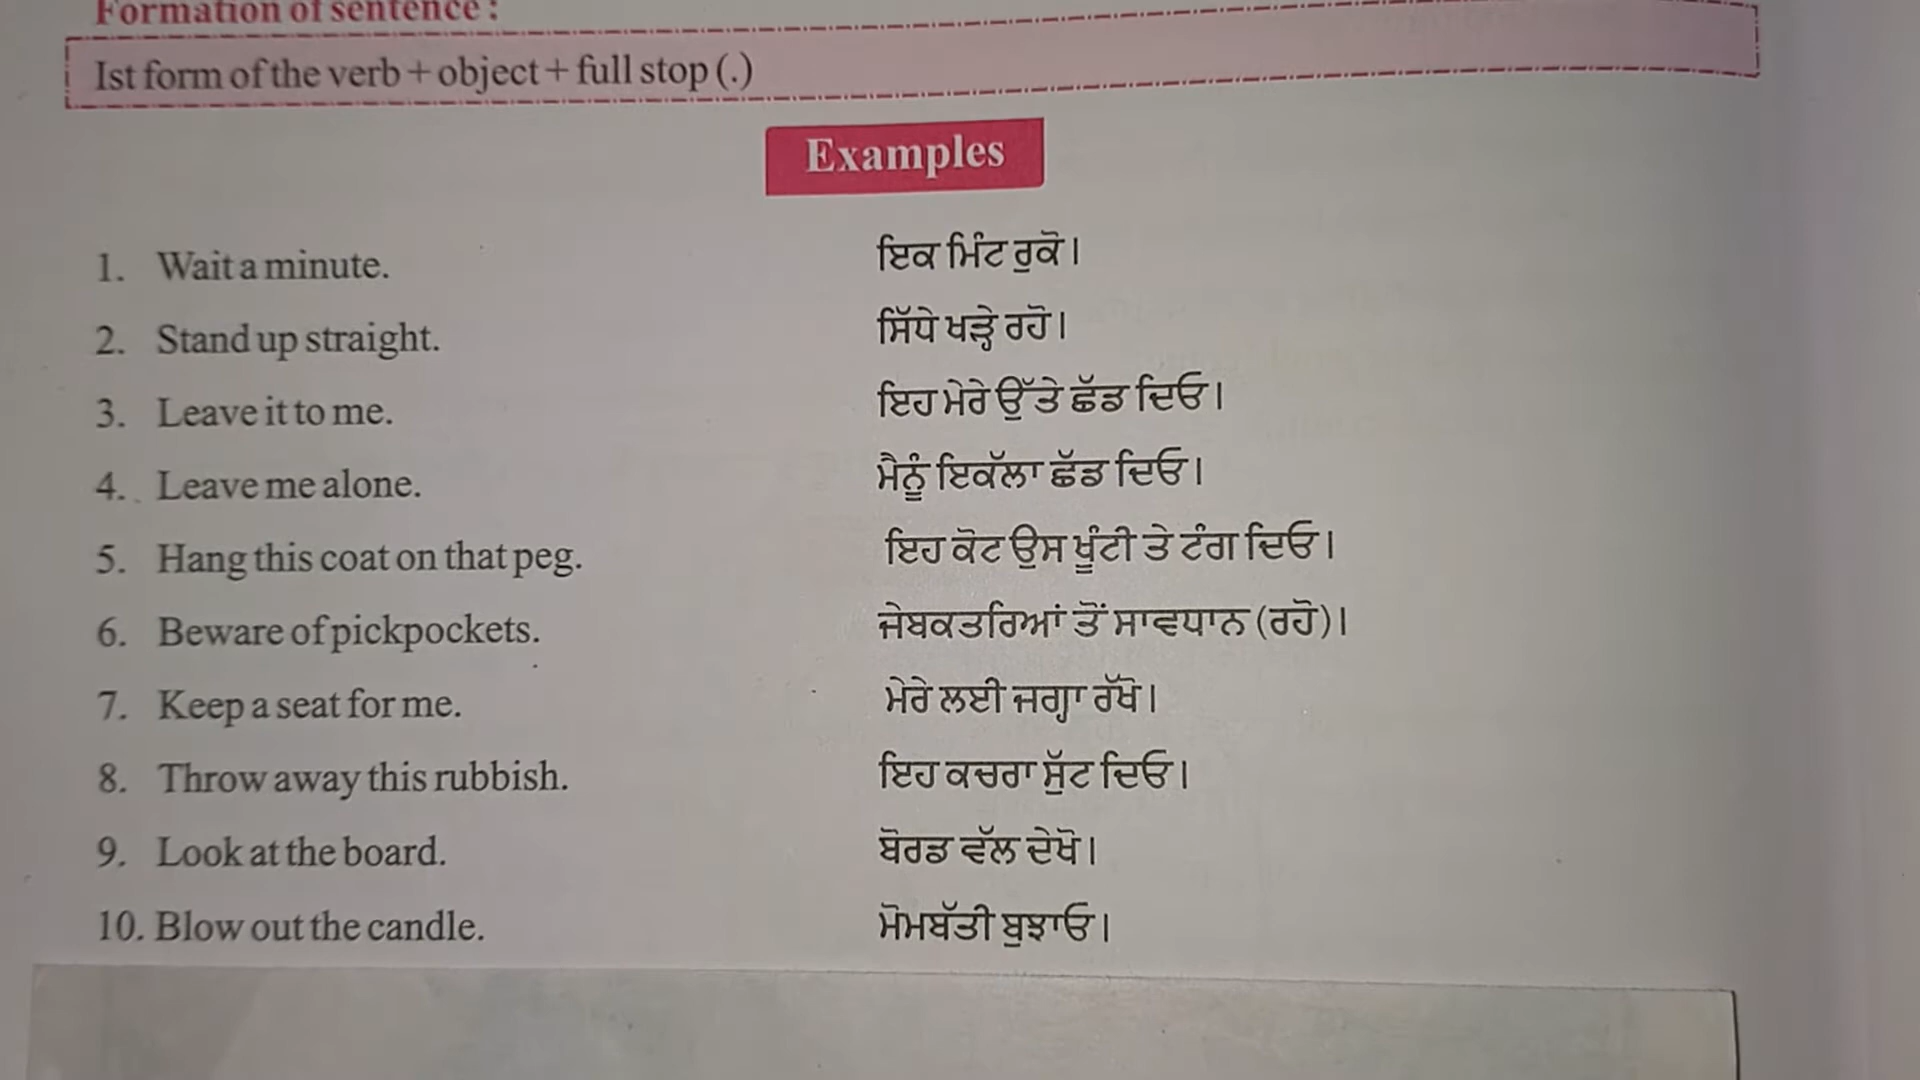 Formation of sentence :
Ist form of the verb + object + full stop (.)
Examples
1. Wait a minute. ਇਕ ਮਿੰਟ ਰੁਕੋ।
2. Stand up straight. ਸਿੱਧੇ ਖੜ੍ਹੇ ਰਹੋ।
3. Leave it to me. ਇਹ ਮੇਰੇ ਉੱਤੇ ਛੱਡ ਦਿਓ।
4. Leave me alone. ਮੈਨੂੰ ਇਕੱਲਾ ਛੱਡ ਦਿਓ।
5. Hang this coat on that peg. ਇਹ ਕੋਟ ਉਸ ਖੂੰਟੀ ਤੇ ਟੰਗ ਦਿਓ।
6. Beware of pickpockets. ਜੇਬਕਤਰਿਆਂ ਤੋਂ ਸਾਵਧਾਨ (ਰਹੋ)।
7. Keep a seat for me. ਮੇਰੇ ਲਈ ਜਗ੍ਹਾ ਰੱਖੋ।
8. Throw away this rubbish. ਇਹ ਕਚਰਾ ਸੁੱਟ ਦਿਓ।
9. Look at the board. ਬੋਰਡ ਵੱਲ ਦੇਖੋ।
10. Blow out the candle. ਮੋਮਬੱਤੀ ਬੁਝਾਓ।